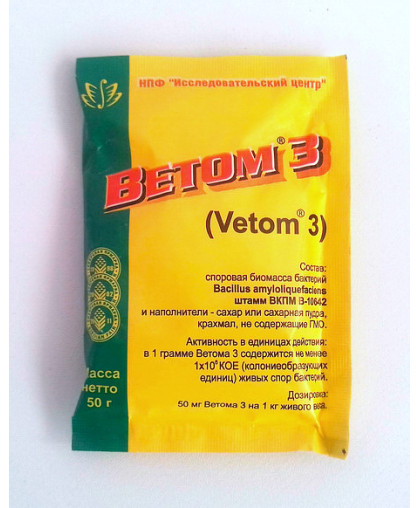 НПФ "Исследовательский центр"
ВЕТОМ® 3
(Vetom® 3)
Состав:
споровая биомасса бактерий
Bacillus amyloliquefaciens
штамм ВКПМ В-10642
и наполнители - сахар или сахарная пудра,
крахмал, не содержащие ГМО.
Активность в единицах действия:
в 1 грамме Ветома 3 содержится не менее
1x10⁶ КОЕ (колониеобразующих
единиц) живых спор бактерий.
Дозировка:
50 мг Ветома 3 на 1 кг живого веса.
Масса
нетто
50 г